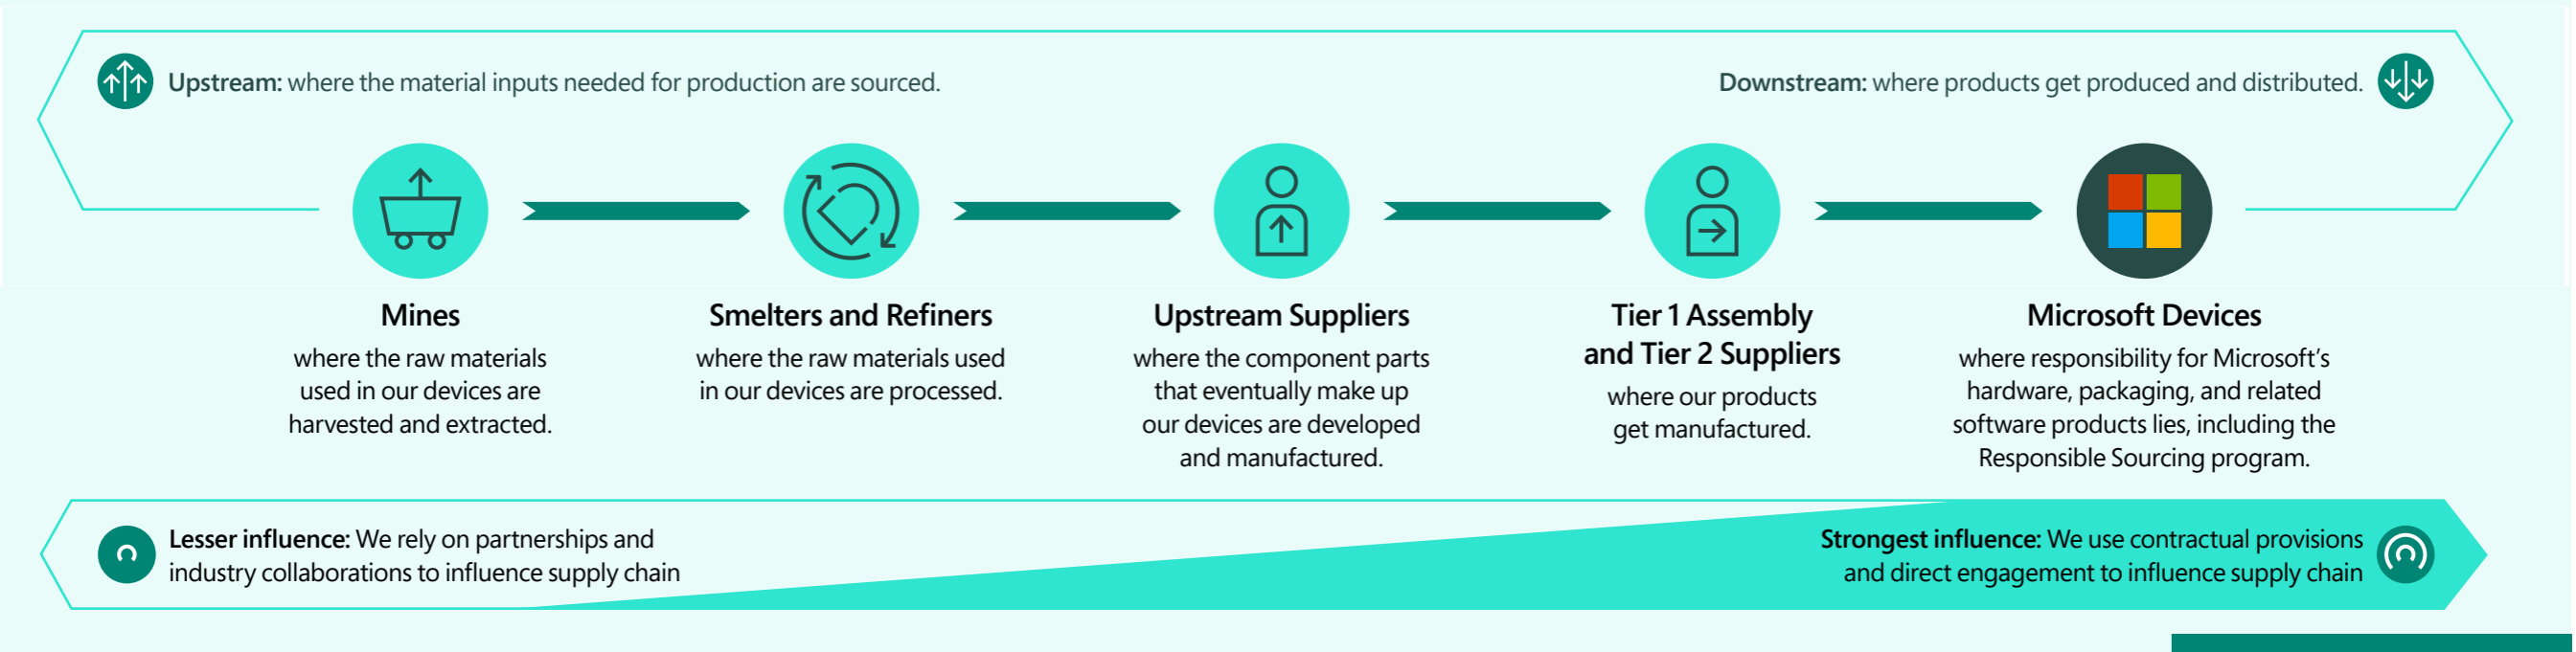 Upstream: where the material inputs needed for production are sourced.
Downstream: where products get produced and distributed.
Mines
where the raw materials
used in our devices are
harvested and extracted.
Smelters and Refiners
where the raw materials used
in our devices are processed.
Upstream Suppliers
where the component parts
that eventually make up
our devices are developed
and manufactured.
Tier 1 Assembly
and Tier 2 Suppliers
where our products
get manufactured.
Microsoft Devices
where responsibility for Microsoft’s
hardware, packaging, and related
software products lies, including the
Responsible Sourcing program.
Lesser influence: We rely on partnerships and
industry collaborations to influence supply chain
Strongest influence: We use contractual provisions
and direct engagement to influence supply chain